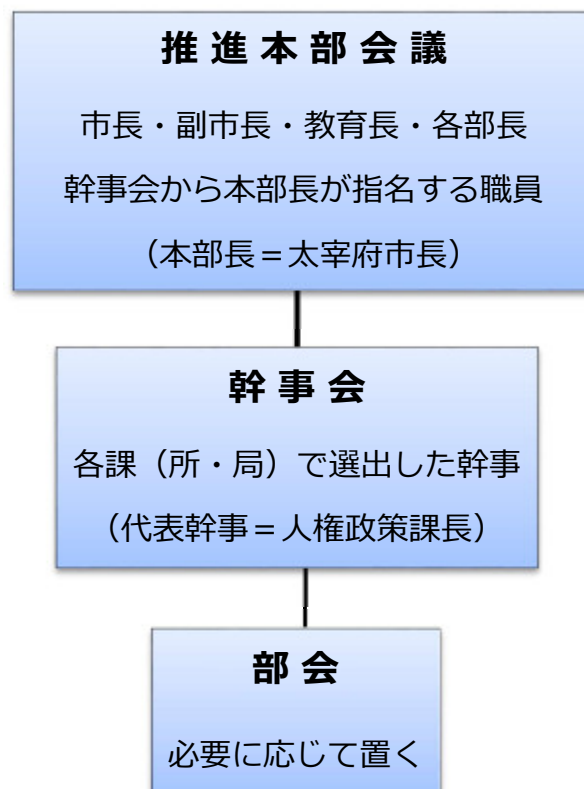 推進本部会議
市長・副市長・教育長・各部長
幹事会から本部長が指名する職員
（本部長＝太宰府市長）
幹事会
各課（所・局）で選出した幹事
（代表幹事＝人権政策課長）
部会
必要に応じて置く